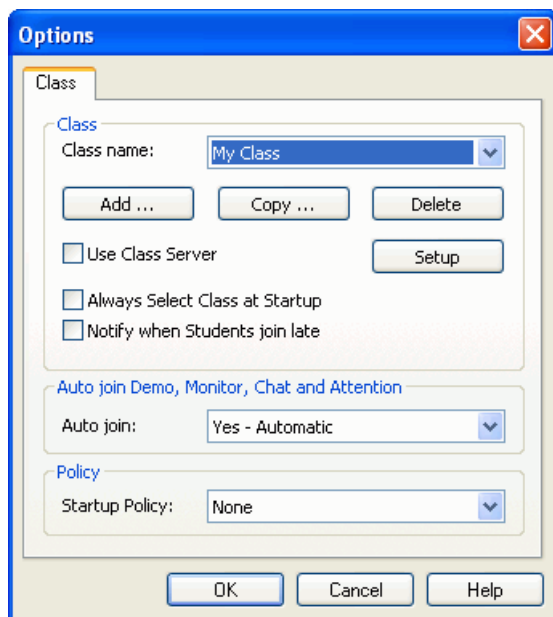 Options
Class
Class
Class name: My Class
Add ... Copy ... Delete
Use Class Server Setup
Always Select Class at Startup
Notify when Students join late
Auto join Demo, Monitor, Chat and Attention
Auto join: Yes - Automatic
Policy
Startup Policy: None
OK Cancel Help